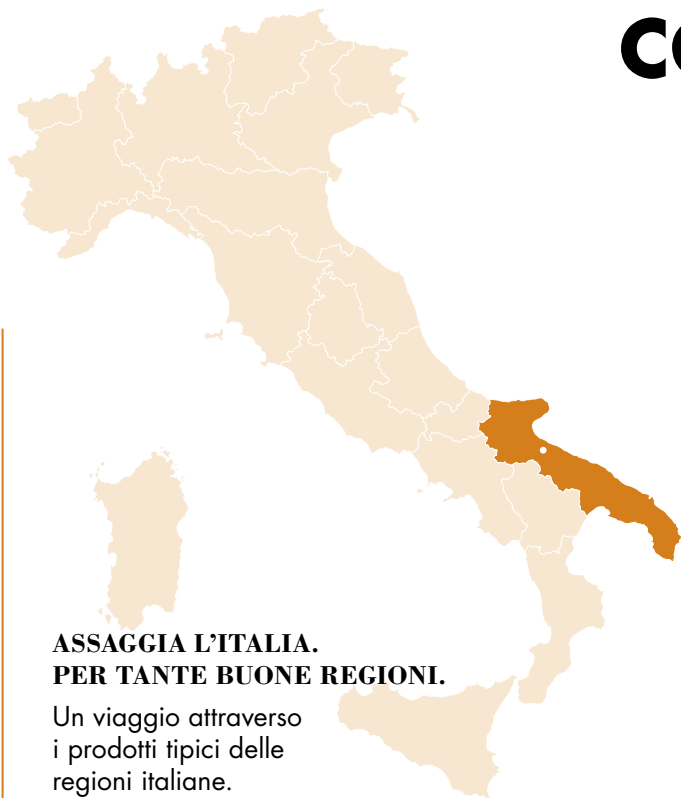 ASSAGGIA L'ITALIA.
PER TANTE BUONE REGIONI.
Un viaggio attraverso
i prodotti tipici delle
regioni italiane.